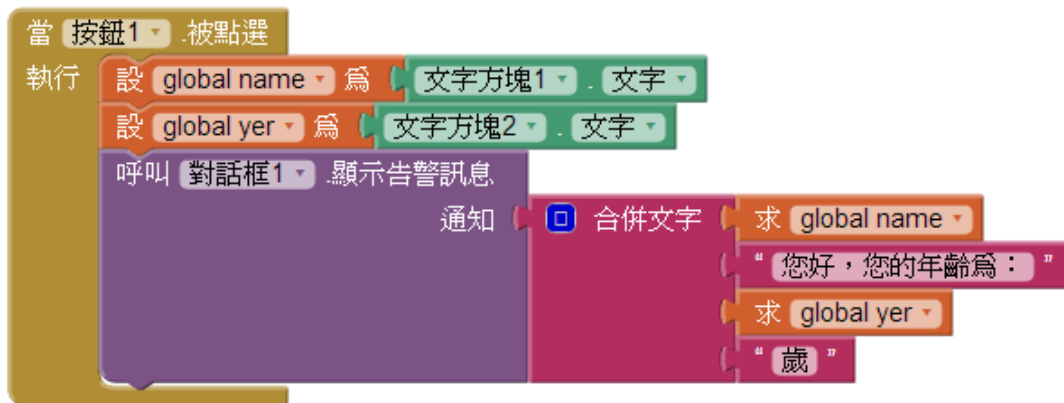 當 按鈕1 .被點選
執行 設 global name 為 文字方塊1 . 文字
設 global yer 為 文字方塊2 . 文字
呼叫 對話框1 .顯示告警訊息
通知 合併文字 求 global name
“ 您好，您的年齡為： ”
求 global yer
“ 歲 ”